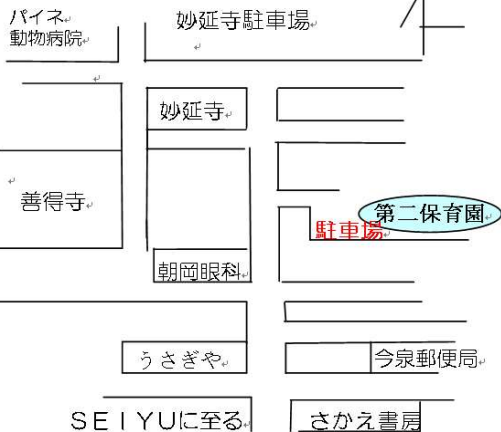 パイネ
動物病院
妙延寺駐車場
妙延寺
善得寺
第二保育園
駐車場
朝岡眼科
うさぎや
今泉郵便局
ＳＥＩＹＵに至る
さかえ書房